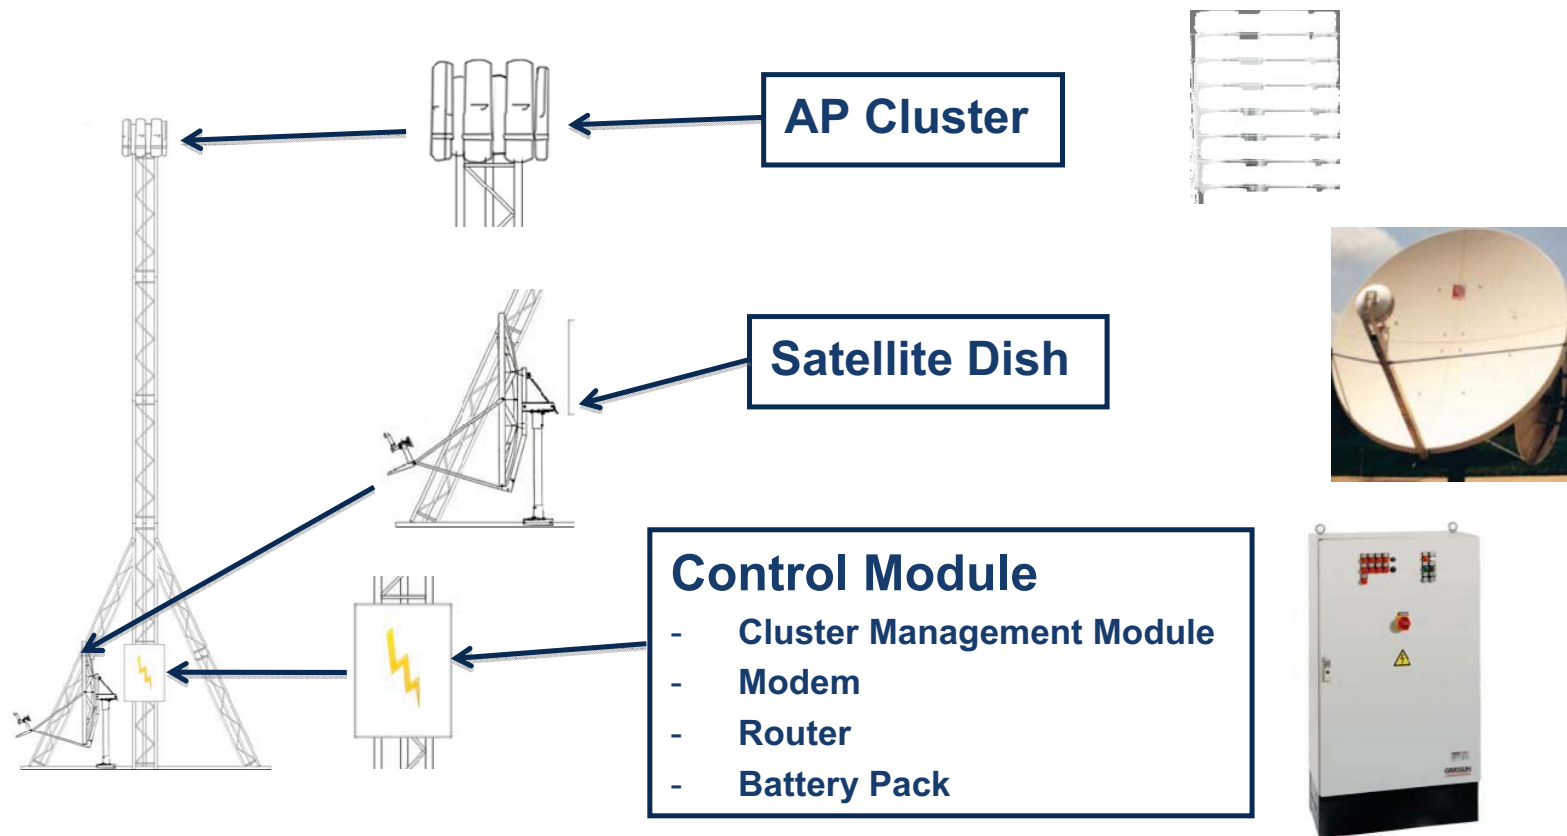 AP Cluster
Satellite Dish
Control Module
- Cluster Management Module
- Modem
- Router
- Battery Pack